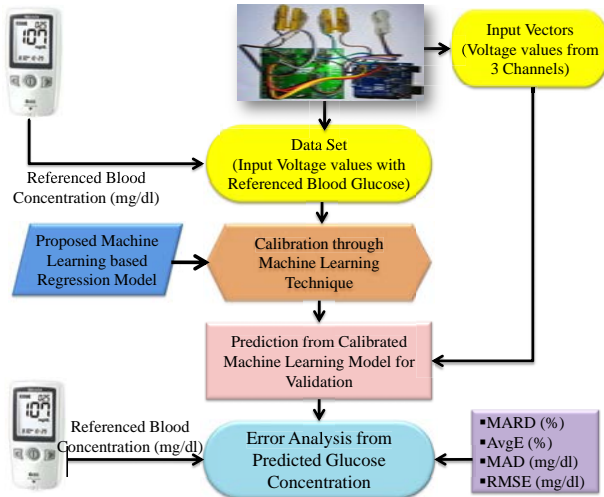 107
Input Vectors
(Voltage values from
3 Channels)
Data Set
(Input Voltage values with
Referenced Blood Glucose)
Referenced Blood
Concentration (mg/dl)
Proposed Machine
Learning based
Regression Model
Calibration through
Machine Learning
Technique
Prediction from Calibrated
Machine Learning Model for
Validation
107
Referenced Blood
Concentration (mg/dl)
Error Analysis from
Predicted Glucose
Concentration
▪MARD (%)
▪AvgE (%)
▪MAD (mg/dl)
▪RMSE (mg/dl)